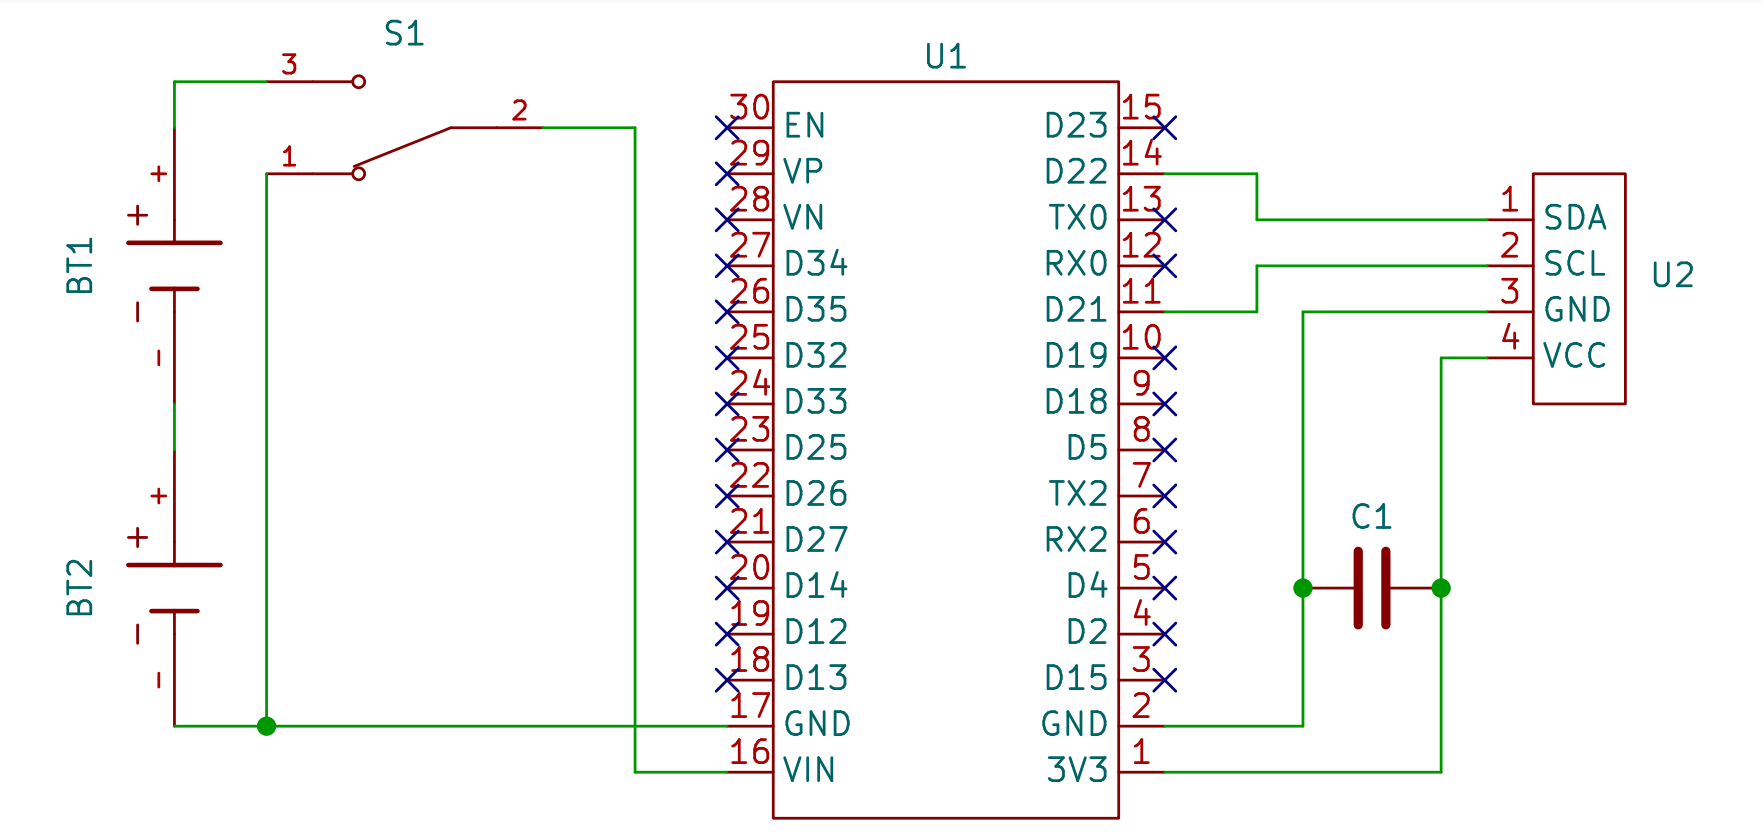 S1
3
2
1
+
+
BT1
-
-
+
+
BT2
-
-
U1
30 EN
29 VP
28 VN
27 D34
26 D35
25 D32
24 D33
23 D25
22 D26
21 D27
20 D14
19 D12
18 D13
17 GND
16 VIN
D23 15
D22 14
TX0 13
RX0 12
D21 11
D19 10
D18 9
D5 8
TX2 7
RX2 6
D4 5
D2 4
D15 3
GND 2
3V3 1
1 SDA
2 SCL
3 GND
4 VCC
U2
C1